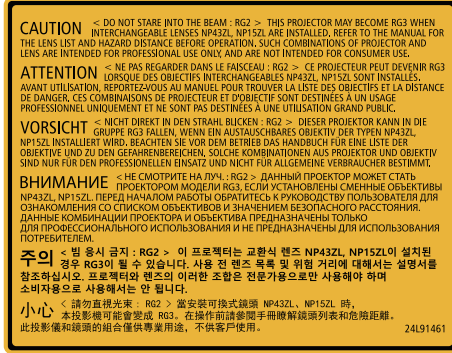 CAUTION < DO NOT STARE INTO THE BEAM : RG2 > THIS PROJECTOR MAY BECOME RG3 WHEN
INTERCHANGEABLE LENSES NP43ZL, NP15ZL ARE INSTALLED, REFER TO THE MANUAL FOR
THE LENS LIST AND HAZARD DISTANCE BEFORE OPERATION. SUCH COMBINATIONS OF PROJECTOR AND
LENS ARE INTENDED FOR PROFESSIONAL USE ONLY, AND ARE NOT INTENDED FOR CONSUMER USE.
ATTENTION < NE PAS REGARDER DANS LE FAISCEAU : RG2 > CE PROJECTEUR PEUT DEVENIR RG3
LORSQUE DES OBJECTIFS INTERCHANGEABLES NP43ZL, NP15ZL SONT INSTALLÉS.
AVANT UTILISATION, REPORTEZ-VOUS AU MANUEL POUR TROUVER LA LISTE DES OBJECTIFS ET LA DISTANCE
DE DANGER, CES COMBINAISONS DE PROJECTEUR ET D'OBJECTIF SONT DESTINÉES À UN USAGE
PROFESSIONNEL UNIQUEMENT ET NE SONT PAS DESTINÉES À UNE UTILISATION GRAND PUBLIC.
VORSICHT < NICHT DIREKT IN DEN STRAHL BLICKEN : RG2 > DIESER PROJEKTOR KANN IN DIE
GRUPPE RG3 FALLEN, WENN EIN AUSTAUSCHBARES OBJEKTIV DER TYPEN NP43ZL,
NP15ZL INSTALLIERT WIRD. BEACHTEN SIE VOR DEM BETRIEB DAS HANDBUCH FÜR EINE LISTE DER
OBJEKTIVE UND ZU DEN GEFAHRENBEREICHEN, SOLCHE KOMBINATIONEN AUS PROJEKTOR UND OBJEKTIV
SIND NUR FÜR DEN PROFESSIONELLEN EINSATZ UND NICHT FÜR ALLGEMEINE VERBRAUCHER BESTIMMT.
ВНИМАНИЕ < НЕ СМОТРИТЕ НА ЛУЧ. : RG2 > ДАННЫЙ ПРОЕКТОР МОЖЕТ СТАТЬ
ПРОЕКТОРОМ МОДЕЛИ RG3, ЕСЛИ УСТАНОВЛЕНЫ СМЕННЫЕ ОБЪЕКТИВЫ
NP43ZL, NP15ZL. ПЕРЕД НАЧАЛОМ РАБОТЫ ОБРАТИТЕСЬ К РУКОВОДСТВУ ПОЛЬЗОВАТЕЛЯ ДЛЯ
ОЗНАКОМЛЕНИЯ СО СПИСКОМ ОБЪЕКТИВОВ И ЗНАЧЕНИЕМ БЕЗОПАСНОГО РАССТОЯНИЯ.
ДАННЫЕ КОМБИНАЦИИ ПРОЕКТОРА И ОБЪЕКТИВА ПРЕДНАЗНАЧЕНЫ ТОЛЬКО
ДЛЯ ПРОФЕССИОНАЛЬНОГО ИСПОЛЬЗОВАНИЯ И НЕ ПРЕДНАЗНАЧЕНЫ ДЛЯ ИСПОЛЬЗОВАНИЯ
ПОТРЕБИТЕЛЕМ.
주의 < 빔 응시 금지 : RG2 > 이 프로젝터는 교환식 렌즈 NP43ZL, NP15ZL이 설치된
경우 RG3이 될 수 있습니다. 사용 전 렌즈 목록 및 위험 거리에 대해서는 설명서를
참조하십시오. 프로젝터와 렌즈의 이러한 조합은 전문가용으로만 사용해야 하며
소비자용으로 사용해서는 안 됩니다.
小心 < 請勿直視光束 : RG2 > 當安裝可換式鏡頭 NP43ZL、NP15ZL 時,
本投影機可能會變成 RG3。在操作前請參閱手冊瞭解鏡頭列表和危險距離。
此投影儀和鏡頭的組合僅供專業用途，不供客戶使用。
24L91461